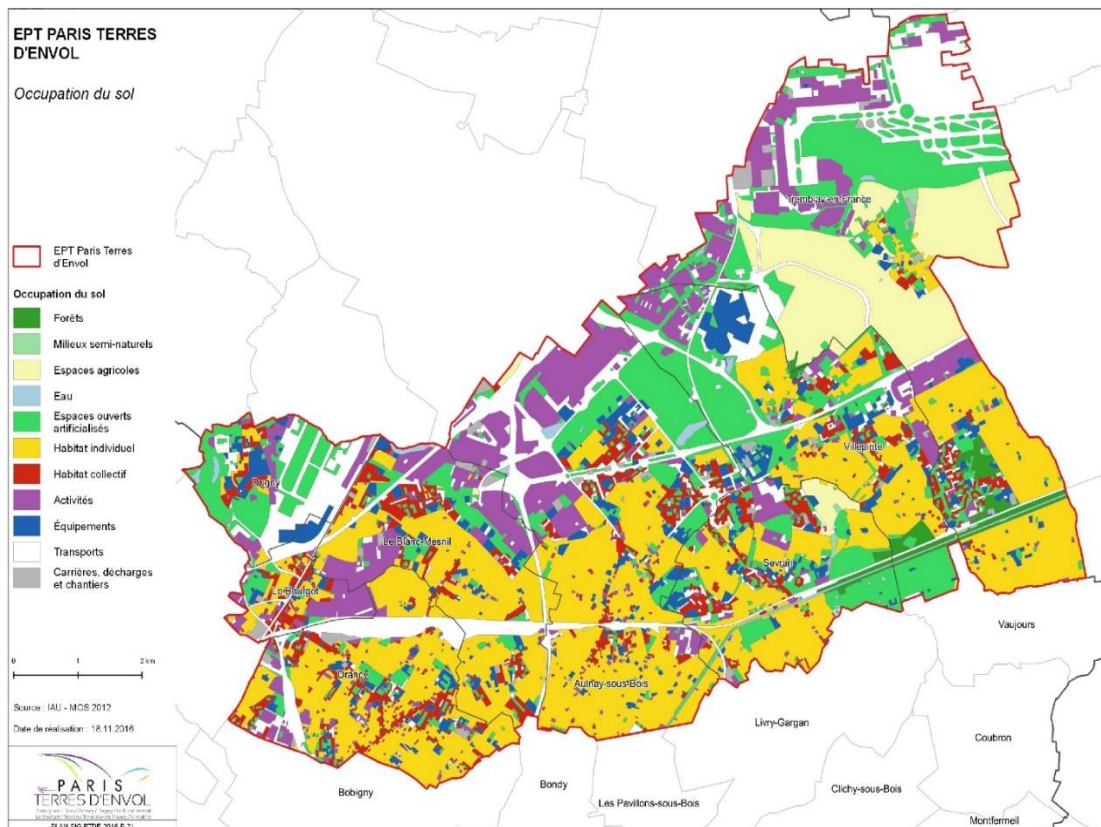 EPT PARIS TERRES
D'ENVOL
Occupation du sol
EPT Paris Terres
d'Envol
Occupation du sol
Forêts
Milieux semi-naturels
Espaces agricoles
Eau
Espaces ouverts
artificialisés
Habitat individuel
Habitat collectif
Activités
Équipements
Transports
Carrières, décharges
et chantiers
0 1 2 km
Source : IAU - MOS 2012
Date de réalisation : 18.11.2016
PARIS
TERRES D'ENVOL
Tremblay-en-France
Villepinte
Dugny
Le Blanc-Mesnil
Sevran
Le Bourget
Drancy
Aulnay-sous-Bois
Vaujours
Livry-Gargan
Coubron
Bobigny
Bondy
Les Pavillons-sous-Bois
Clichy-sous-Bois
Montfermeil